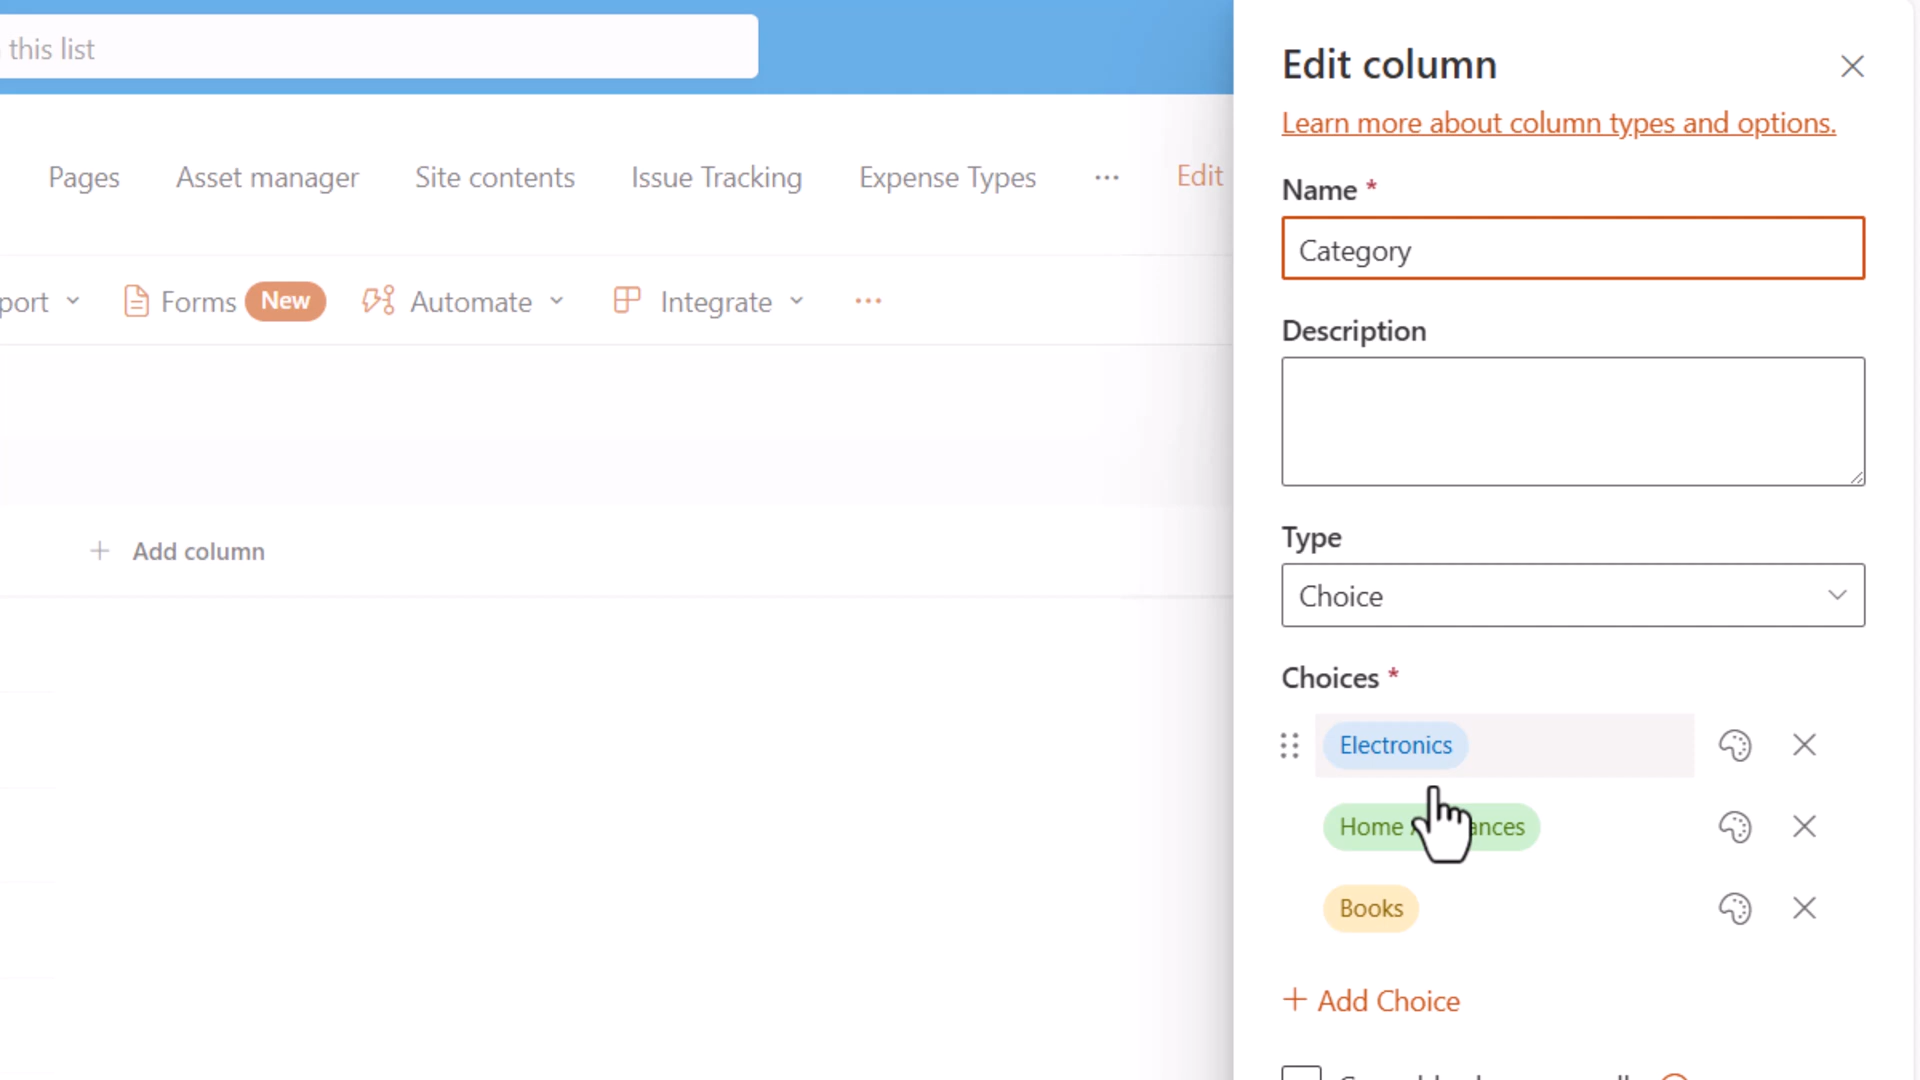 this list
Pages
Asset manager
Site contents
Issue Tracking
Expense Types
Edit
port
Forms
New
Automate
Integrate
Add column
Edit column
Learn more about column types and options.
Name *
Category
Description
Type
Choice
Choices *
Electronics
Home
Books
Add Choice